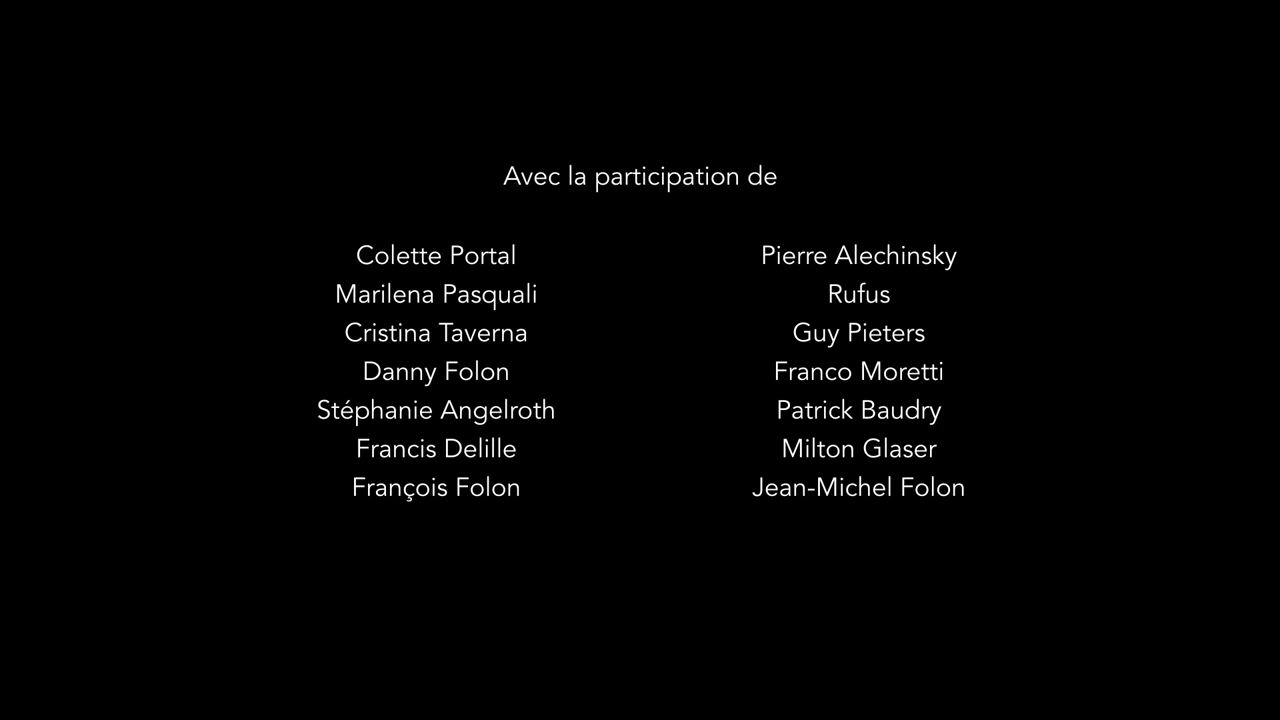 Avec la participation de
Colette Portal
Marilena Pasquali
Cristina Taverna
Danny Folon
Stéphanie Angelroth
Francis Delille
François Folon
Pierre Alechinsky
Rufus
Guy Pieters
Franco Moretti
Patrick Baudry
Milton Glaser
Jean-Michel Folon